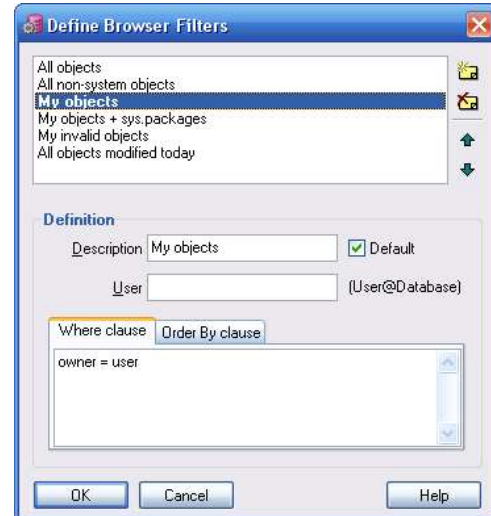 Define Browser Filters
All objects
All non-system objects
My objects
My objects + sys.packages
My invalid objects
All objects modified today
Definition
Description My objects Default
User (User@Database)
Where clause Order By clause
owner = user
OK Cancel Help